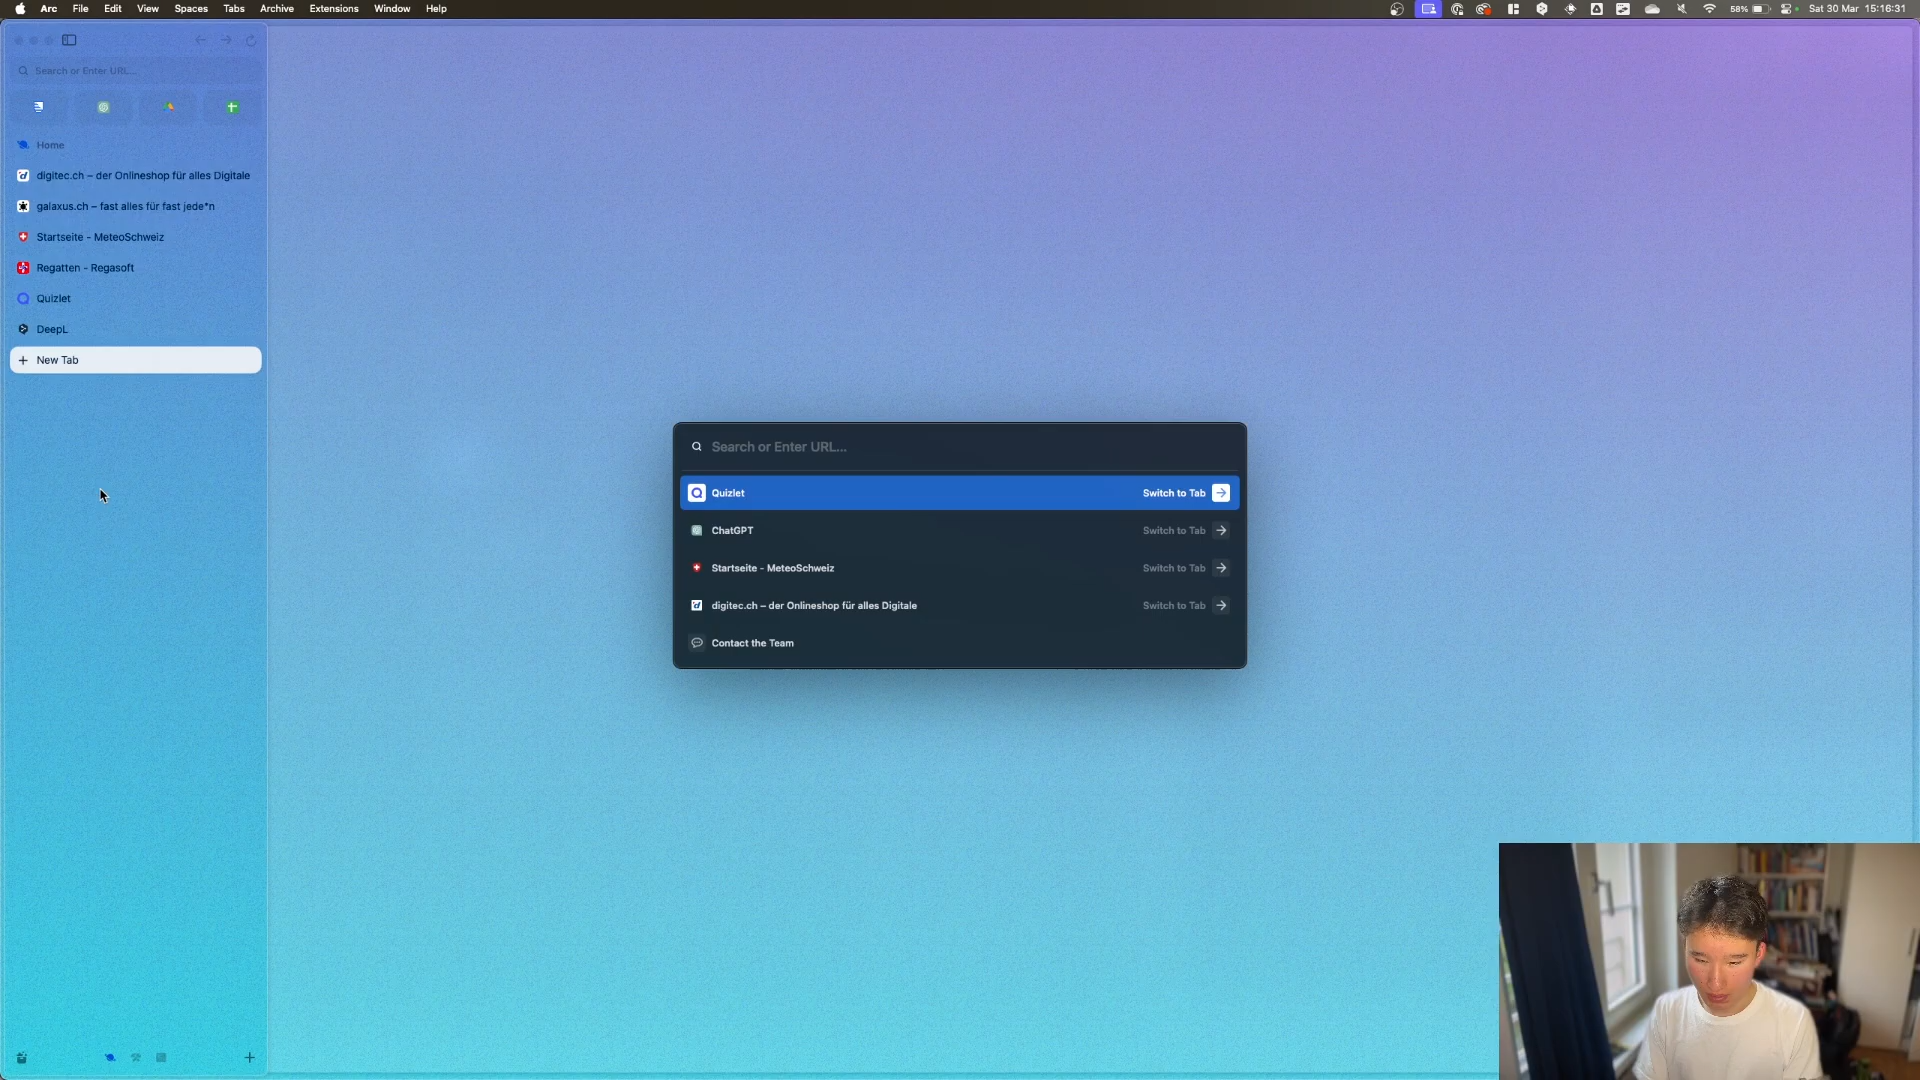 Arc File Edit View Spaces Tabs Archive Extensions Window Help 58% Sat 30 Mar 15:16:31
Search or Enter URL...
Home
digitec.ch – der Onlineshop für alles Digitale
galaxus.ch – fast alles für fast jede*n
Startseite - MeteoSchweiz
Regatten - Regasoft
Quizlet
DeepL
New Tab
Search or Enter URL...
Quizlet Switch to Tab
ChatGPT Switch to Tab
Startseite - MeteoSchweiz Switch to Tab
digitec.ch – der Onlineshop für alles Digitale Switch to Tab
Contact the Team